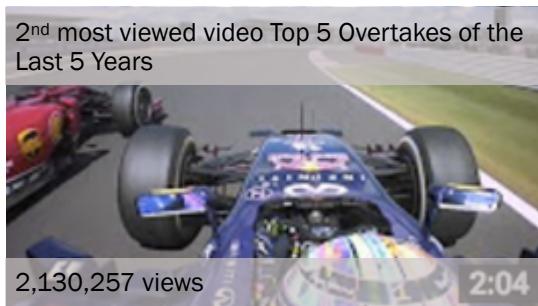 2nd most viewed video Top 5 Overtakes of the
Last 5 Years
2,130,257 views
2:04